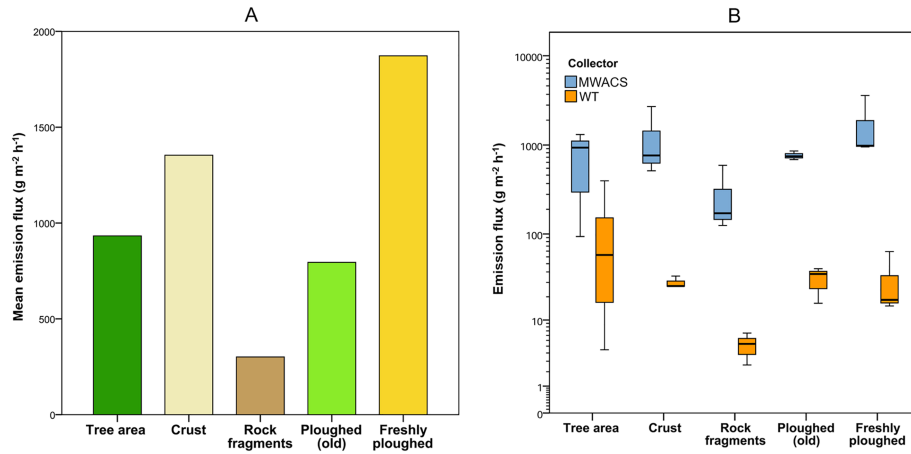 A
Mean emission flux (g m⁻² h⁻¹)
2000
1500
1000
500
0
Tree area
Crust
Rock
fragments
Ploughed
(old)
Freshly
ploughed
B
Emission flux (g m⁻² h⁻¹)
10000
1000
100
10
1
0
Collector
MWACS
WT
Tree area
Crust
Rock
fragments
Ploughed
(old)
Freshly
ploughed